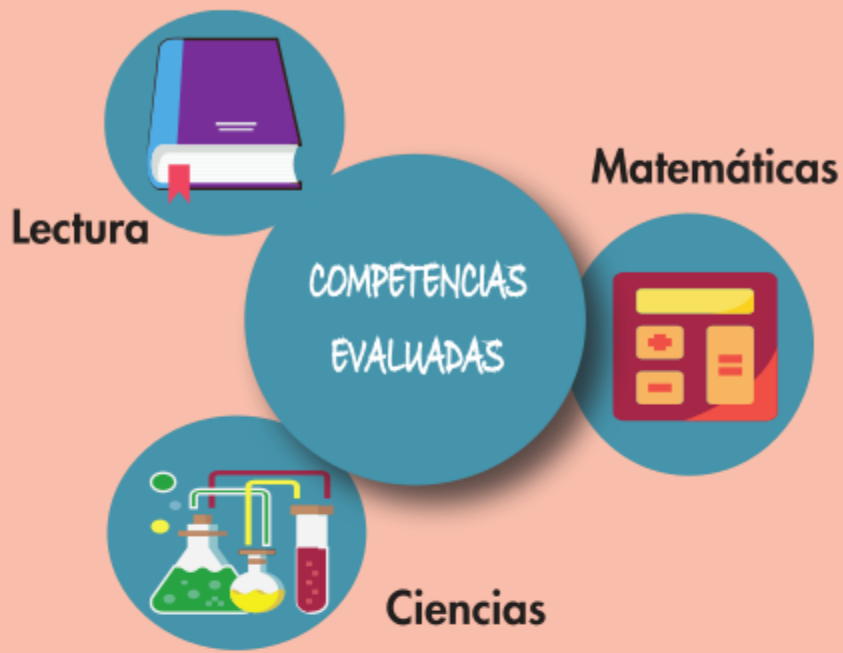 Matemáticas
Lectura
COMPETENCIAS
EVALUADAS
Ciencias